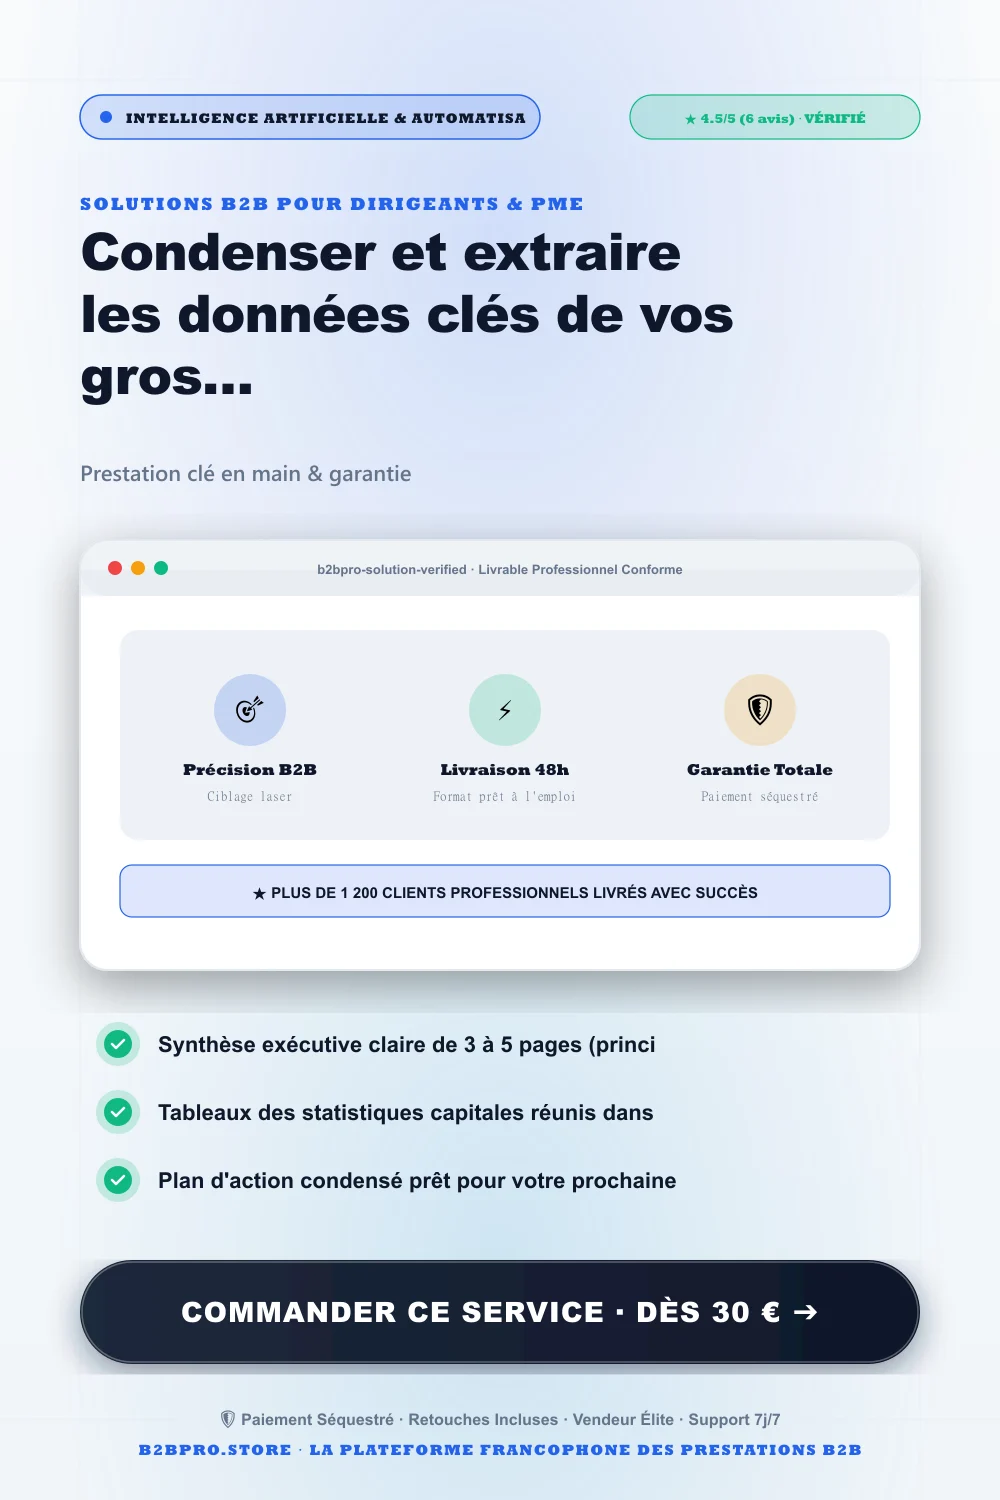 INTELLIGENCE ARTIFICIELLE & AUTOMATISA
★ 4.5/5 (6 avis) · VÉRIFIÉ
SOLUTIONS B2B POUR DIRIGEANTS & PME
Condenser et extraire
les données clés de vos
gros...
Prestation clé en main & garantie
b2bpro-solution-verified · Livrable Professionnel Conforme
Précision B2B
Ciblage laser
Livraison 48h
Format prêt à l'emploi
Garantie Totale
Paiement séquestré
★ PLUS DE 1 200 CLIENTS PROFESSIONNELS LIVRÉS AVEC SUCCÈS
Synthèse exécutive claire de 3 à 5 pages (princi
Tableaux des statistiques capitales réunis dans
Plan d'action condensé prêt pour votre prochaine
COMMANDER CE SERVICE · DÈS 30 € →
Paiement Séquestré · Retouches Incluses · Vendeur Élite · Support 7j/7
B2BPRO.STORE · LA PLATEFORME FRANCOPHONE DES PRESTATIONS B2B